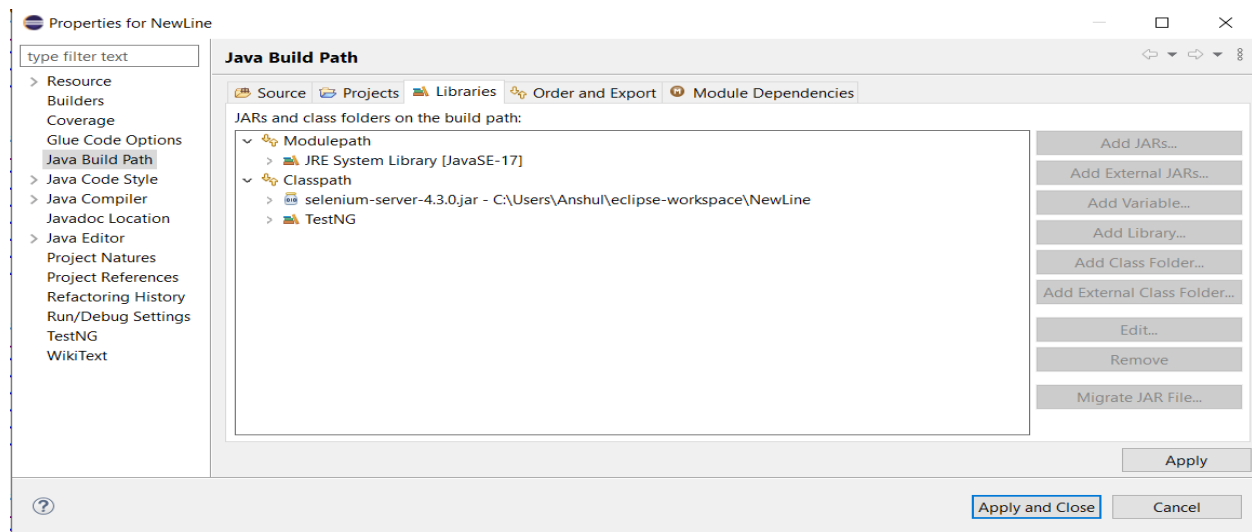 Properties for NewLine
type filter text
Resource
Builders
Coverage
Glue Code Options
Java Build Path
Java Code Style
Java Compiler
Javadoc Location
Java Editor
Project Natures
Project References
Refactoring History
Run/Debug Settings
TestNG
WikiText
Java Build Path
Source Projects Libraries Order and Export Module Dependencies
JARs and class folders on the build path:
Modulepath
JRE System Library [JavaSE-17]
Classpath
selenium-server-4.3.0.jar - C:\Users\Anshul\eclipse-workspace\NewLine
TestNG
Add JARs...
Add External JARs...
Add Variable...
Add Library...
Add Class Folder...
Add External Class Folder...
Edit...
Remove
Migrate JAR File...
Apply
Apply and Close Cancel